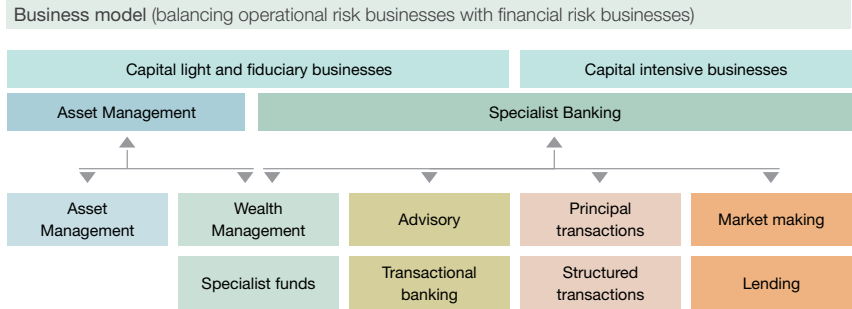 Business model (balancing operational risk businesses with financial risk businesses)
Capital light and fiduciary businesses
Capital intensive businesses
Asset Management
Specialist Banking
Asset
Management
Wealth
Management
Advisory
Principal
transactions
Market making
Specialist funds
Transactional
banking
Structured
transactions
Lending